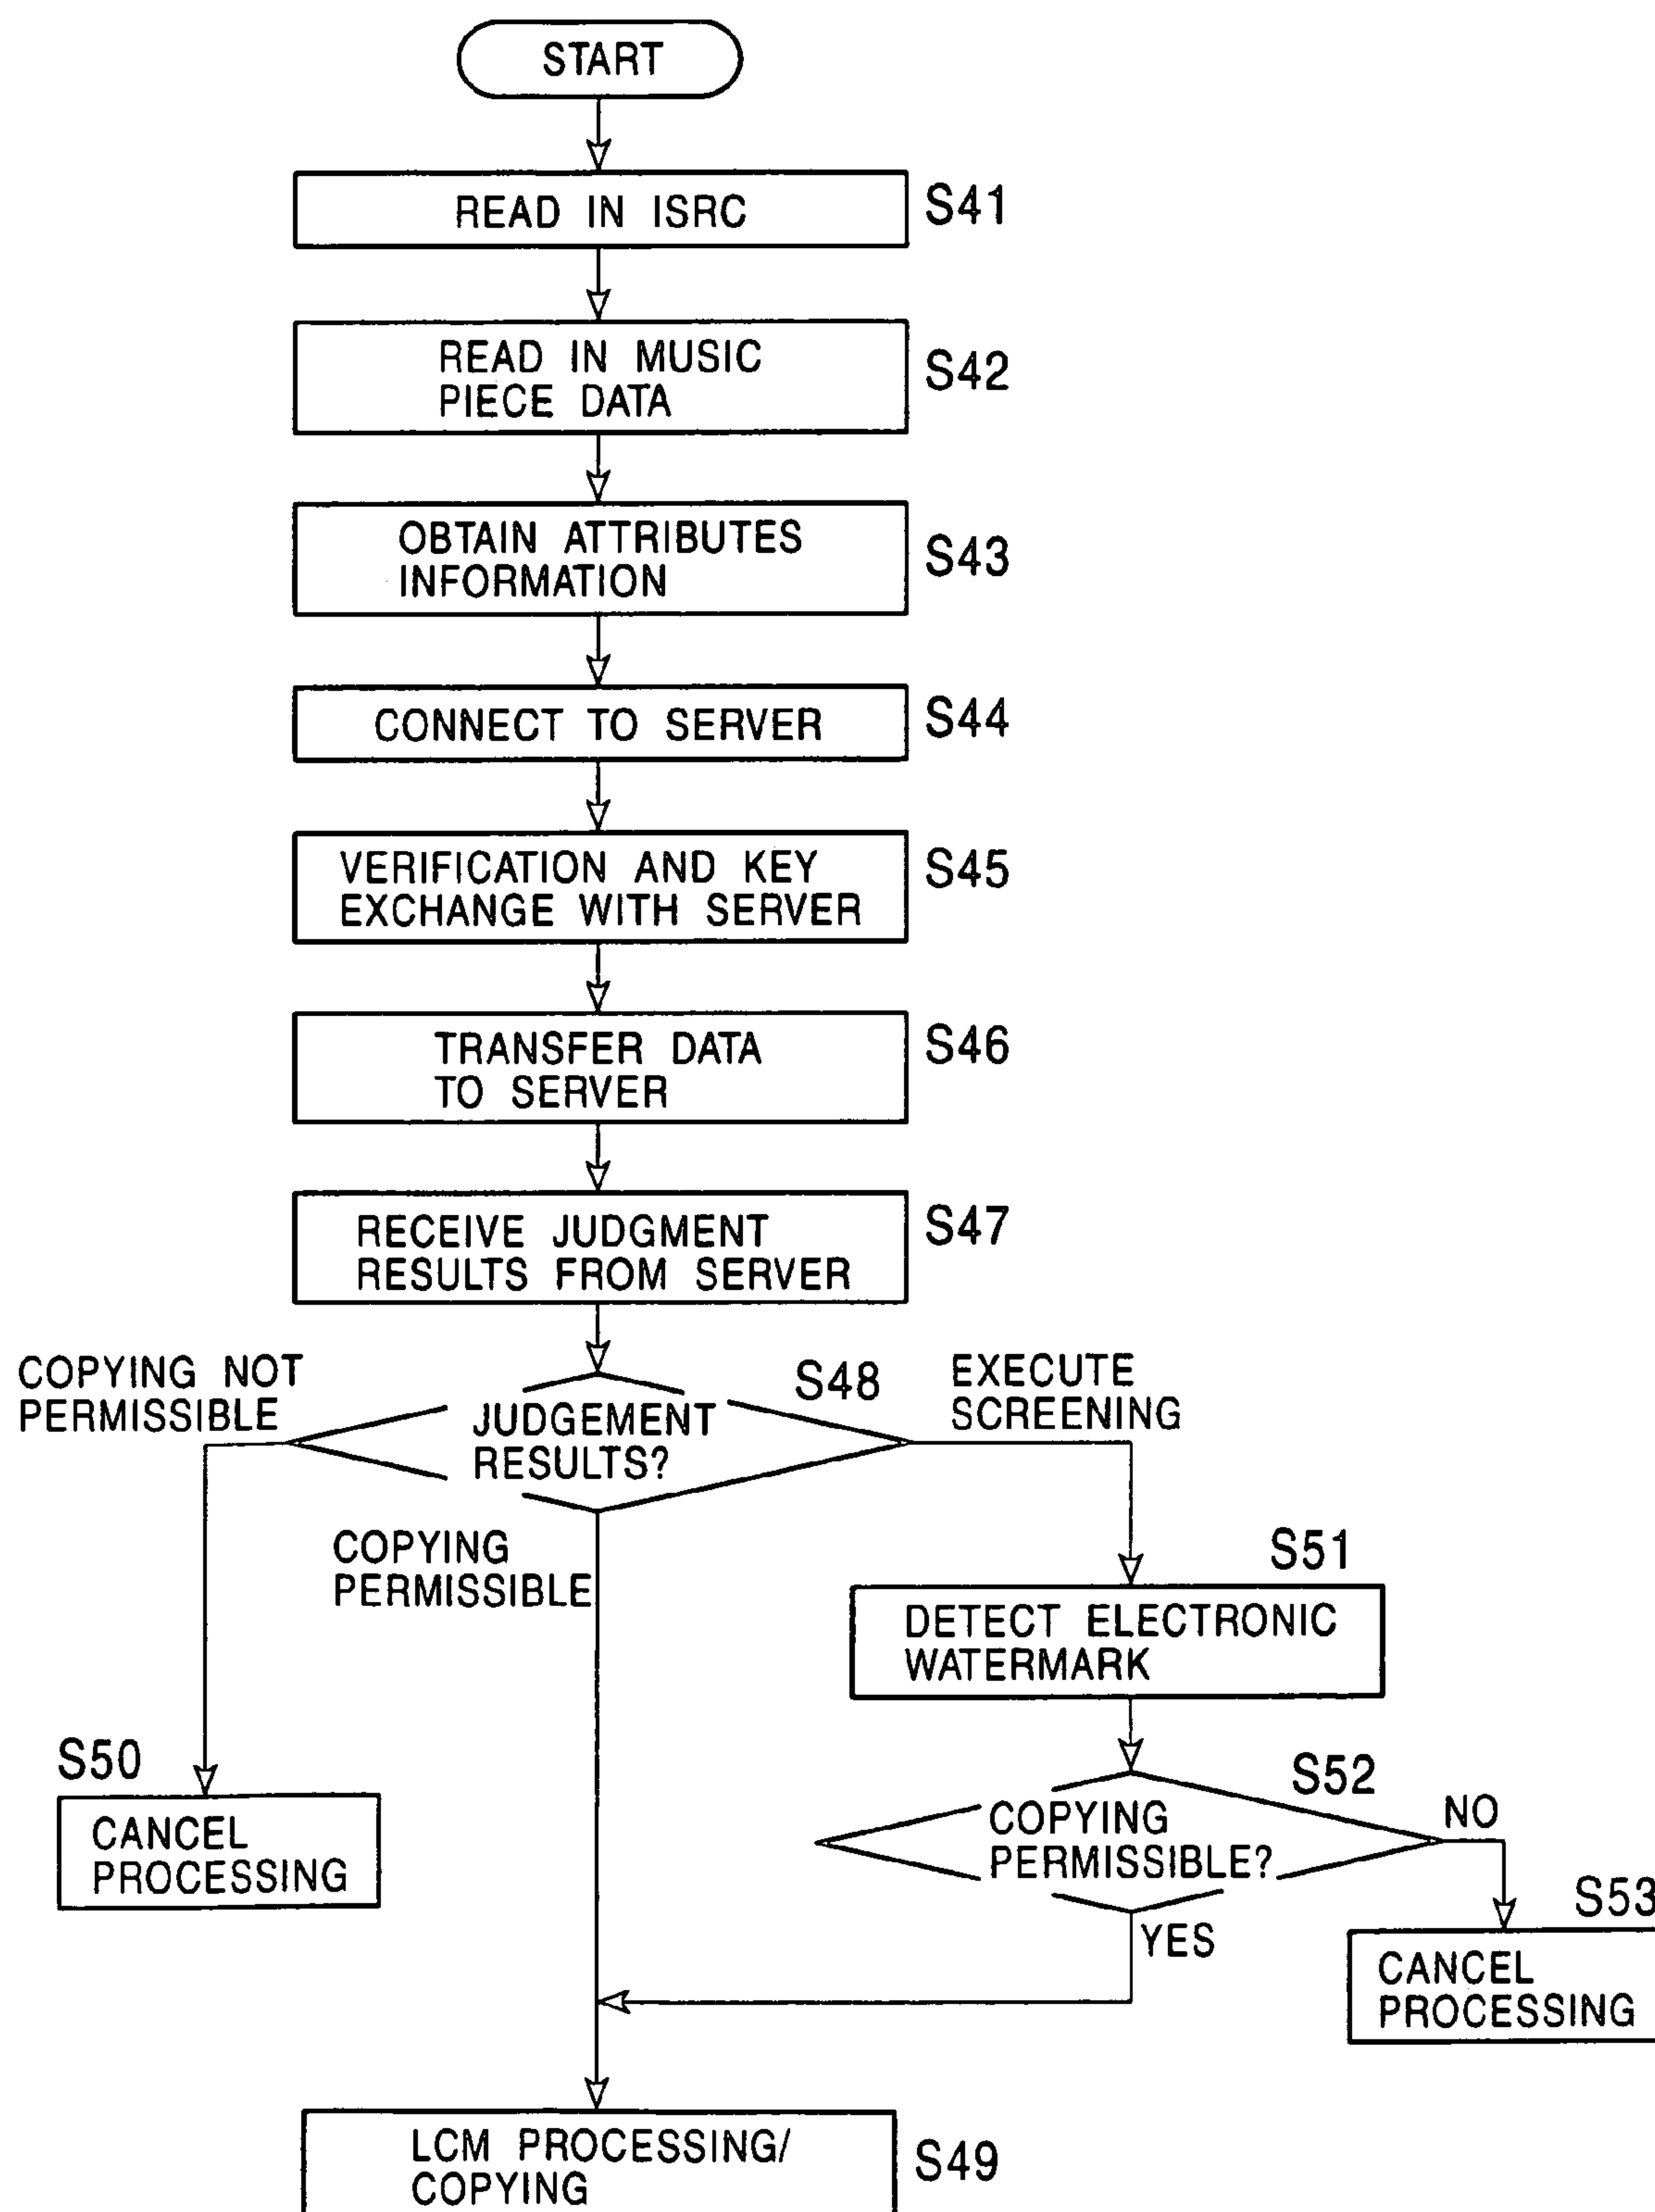 START
READ IN ISRC
S41
READ IN MUSIC
PIECE DATA
S42
OBTAIN ATTRIBUTES
INFORMATION
S43
CONNECT TO SERVER
S44
VERIFICATION AND KEY
EXCHANGE WITH SERVER
S45
TRANSFER DATA
TO SERVER
S46
RECEIVE JUDGMENT
RESULTS FROM SERVER
S47
COPYING NOT
PERMISSIBLE
JUDGEMENT
RESULTS?
S48
EXECUTE
SCREENING
COPYING
PERMISSIBLE
S51
DETECT ELECTRONIC
WATERMARK
S50
CANCEL
PROCESSING
S52
COPYING
PERMISSIBLE?
NO
YES
S53
CANCEL
PROCESSING
LCM PROCESSING/
COPYING
S49